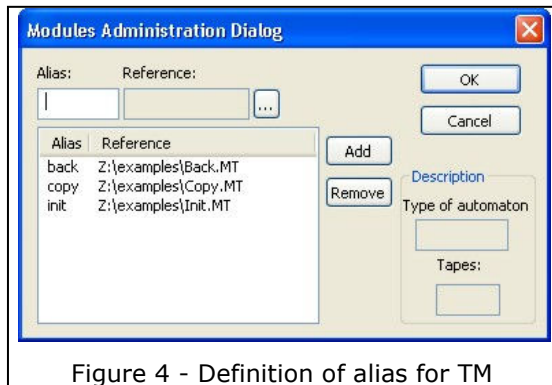 Modules Administration Dialog
Alias: Reference:
...
OK
Cancel
Alias Reference
back Z:\examples\Back.MT
copy Z:\examples\Copy.MT
init Z:\examples\Init.MT
Add
Remove
Description
Type of automaton
Tapes:
Figure 4 - Definition of alias for TM